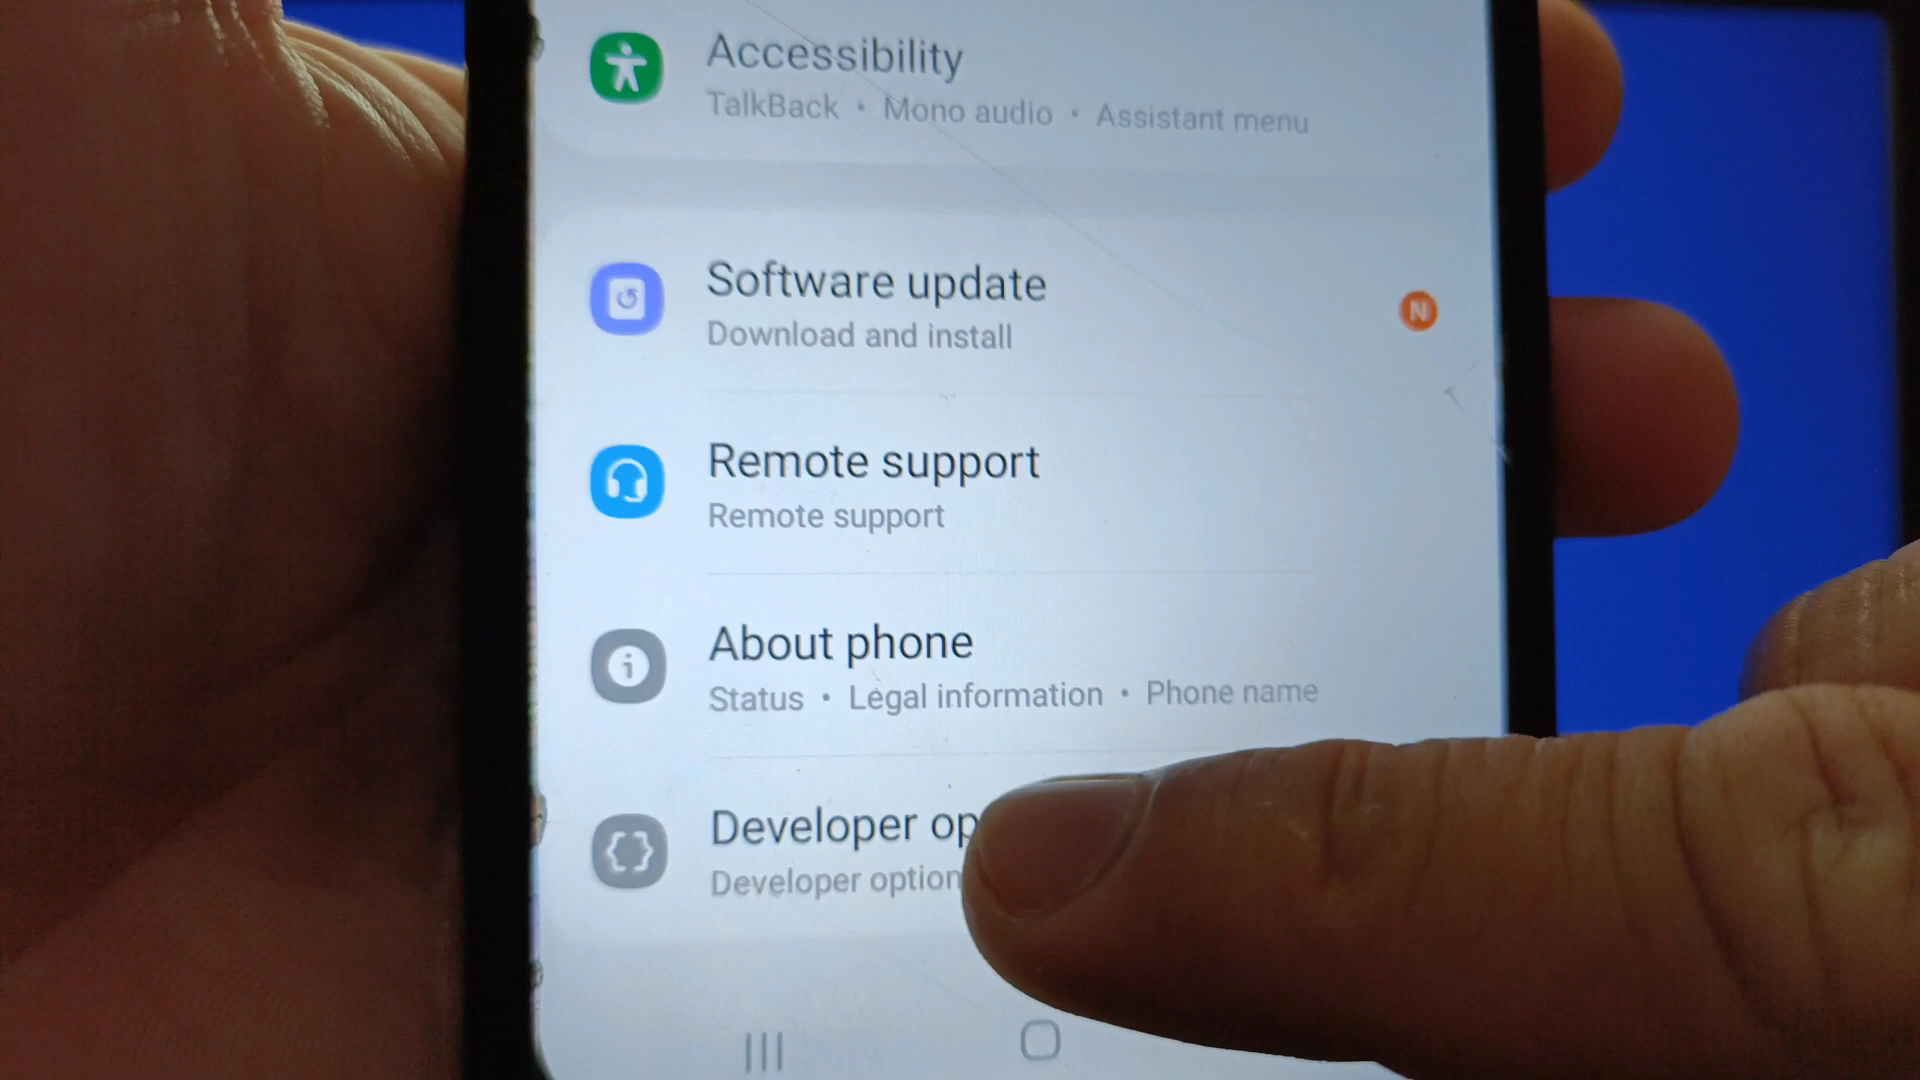 Accessibility
TalkBack • Mono audio • Assistant menu
Software update
N
Download and install
Remote support
Remote support
About phone
Status • Legal information • Phone name
Developer op
Developer option